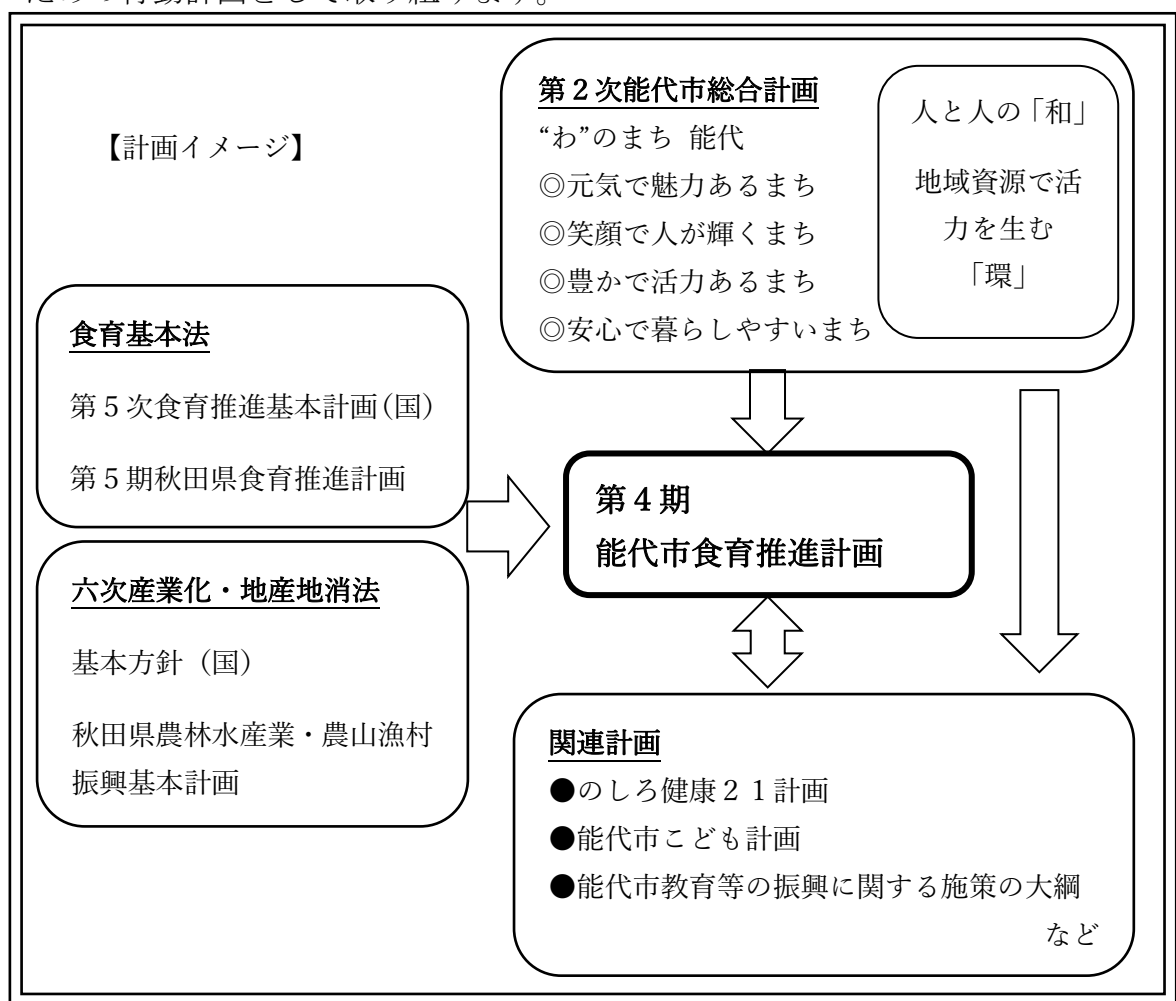 【計画イメージ】
第２次能代市総合計画
“わ”のまち 能代
◎元気で魅力あるまち
◎笑顔で人が輝くまち
◎豊かで活力あるまち
◎安心で暮らしやすいまち
人と人の「和」
地域資源で活
力を生む
「環」
食育基本法
第５次食育推進基本計画(国)
第５期秋田県食育推進計画
六次産業化・地産地消法
基本方針（国）
秋田県農林水産業・農山漁村
振興基本計画
第４期
能代市食育推進計画
関連計画
●のしろ健康２１計画
●能代市こども計画
●能代市教育等の振興に関する施策の大綱
など